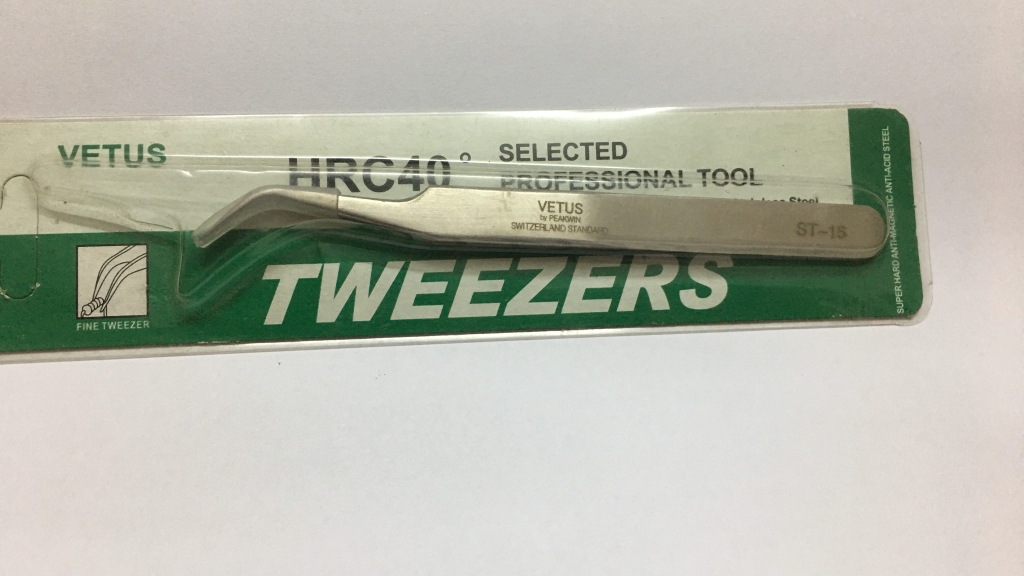 VETUS
HRC40°
SELECTED
PROFESSIONAL TOOL
Steel
VETUS
by PEAKWIN
SWITZERLAND STANDARD
ST-15
TWEEZERS
FINE TWEEZER
SUPER HARD ANTI-MAGNETIC ANTI-ACID STEEL